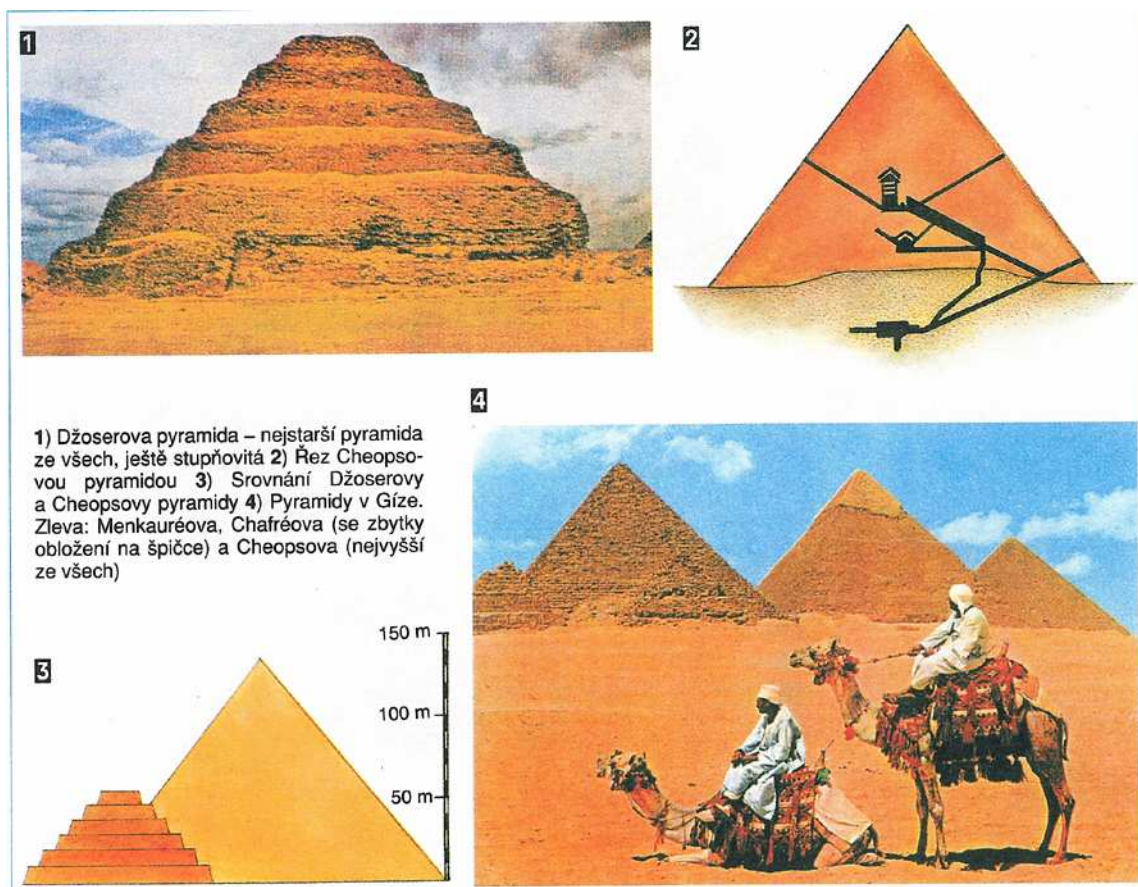 1
2
1) Džoserova pyramida – nejstarší pyramida
ze všech, ještě stupňovitá 2) Řez Cheopso-
vou pyramidou 3) Srovnání Džoserovy
a Cheopsovy pyramidy 4) Pyramidy v Gíze.
Zleva: Menkauréova, Chafréova (se zbytky
obložení na špičce) a Cheopsova (nejvyšší
ze všech)
3
150 m
100 m
50 m
4